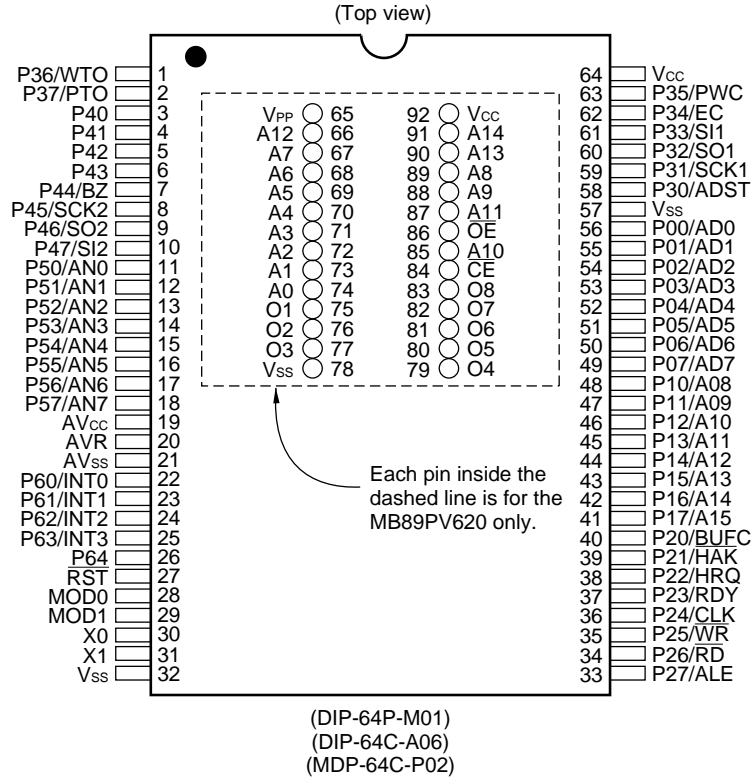 (Top view)
P36/WTO 1 64 VCC
P37/PTO 2 63 P35/PWC
P40 3 VPP 65 92 VCC 62 P34/EC
P41 4 A12 66 91 A14 61 P33/SI1
P42 5 A7 67 90 A13 60 P32/SO1
P43 6 A6 68 89 A8 59 P31/SCK1
P44/BZ 7 A5 69 88 A9 58 P30/ADST
P45/SCK2 8 A4 70 87 A11 57 VSS
P46/SO2 9 A3 71 86 OE 56 P00/AD0
P47/SI2 10 A2 72 85 A10 55 P01/AD1
P50/AN0 11 A1 73 84 CE 54 P02/AD2
P51/AN1 12 A0 74 83 O8 53 P03/AD3
P52/AN2 13 O1 75 82 O7 52 P04/AD4
P53/AN3 14 O2 76 81 O6 51 P05/AD5
P54/AN4 15 O3 77 80 O5 50 P06/AD6
P55/AN5 16 VSS 78 79 O4 49 P07/AD7
P56/AN6 17 48 P10/A08
P57/AN7 18 47 P11/A09
AVCC 19 46 P12/A10
AVR 20 45 P13/A11
AVSS 21 44 P14/A12
P60/INT0 22 43 P15/A13
P61/INT1 23 42 P16/A14
P62/INT2 24 41 P17/A15
P63/INT3 25 40 P20/BUFC
P64 26 39 P21/HAK
RST 27 38 P22/HRQ
MOD0 28 37 P23/RDY
MOD1 29 36 P24/CLK
X0 30 35 P25/WR
X1 31 34 P26/RD
VSS 32 33 P27/ALE
Each pin inside the
dashed line is for the
MB89PV620 only.
(DIP-64P-M01)
(DIP-64C-A06)
(MDP-64C-P02)